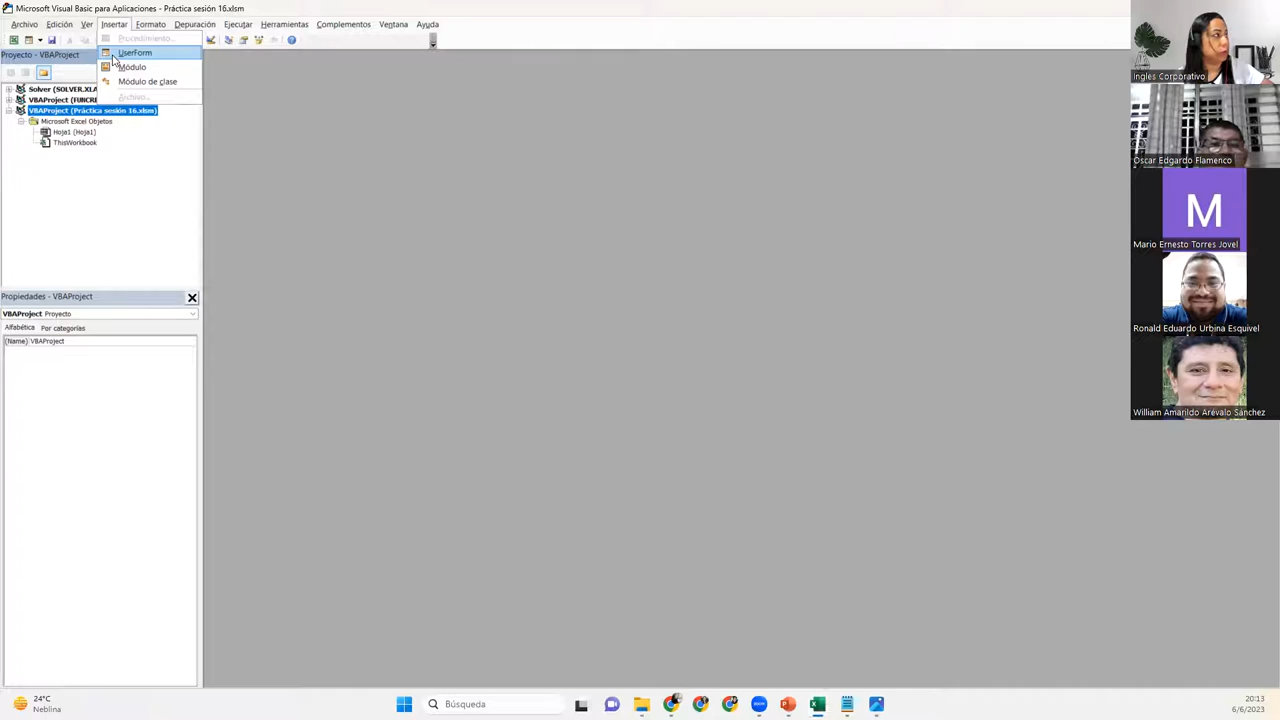 Microsoft Visual Basic para Aplicaciones - Práctica sesión 16.xlsm
Archivo Edición Ver Insertar Formato Depuración Ejecutar Herramientas Complementos Ventana Ayuda
Procedimiento...
UserForm
Módulo
Módulo de clase
Archivo...
Proyecto - VBAProject
Solver (SOLVER.XLA
VBAProject (FUNCRE
VBAProject (Práctica sesión 16.xlsm)
Microsoft Excel Objetos
Hoja1 (Hoja1)
ThisWorkbook
Propiedades - VBAProject
VBAProject Proyecto
Alfabética Por categorías
(Name) VBAProject
Ingles Corporativo
Oscar Edgardo Flamenco
M
Mario Ernesto Torres Jovel
Ronald Eduardo Urbina Esquivel
William Amarildo Arévalo Sánchez
24°C
Neblina
Búsqueda
20:13
6/6/2023